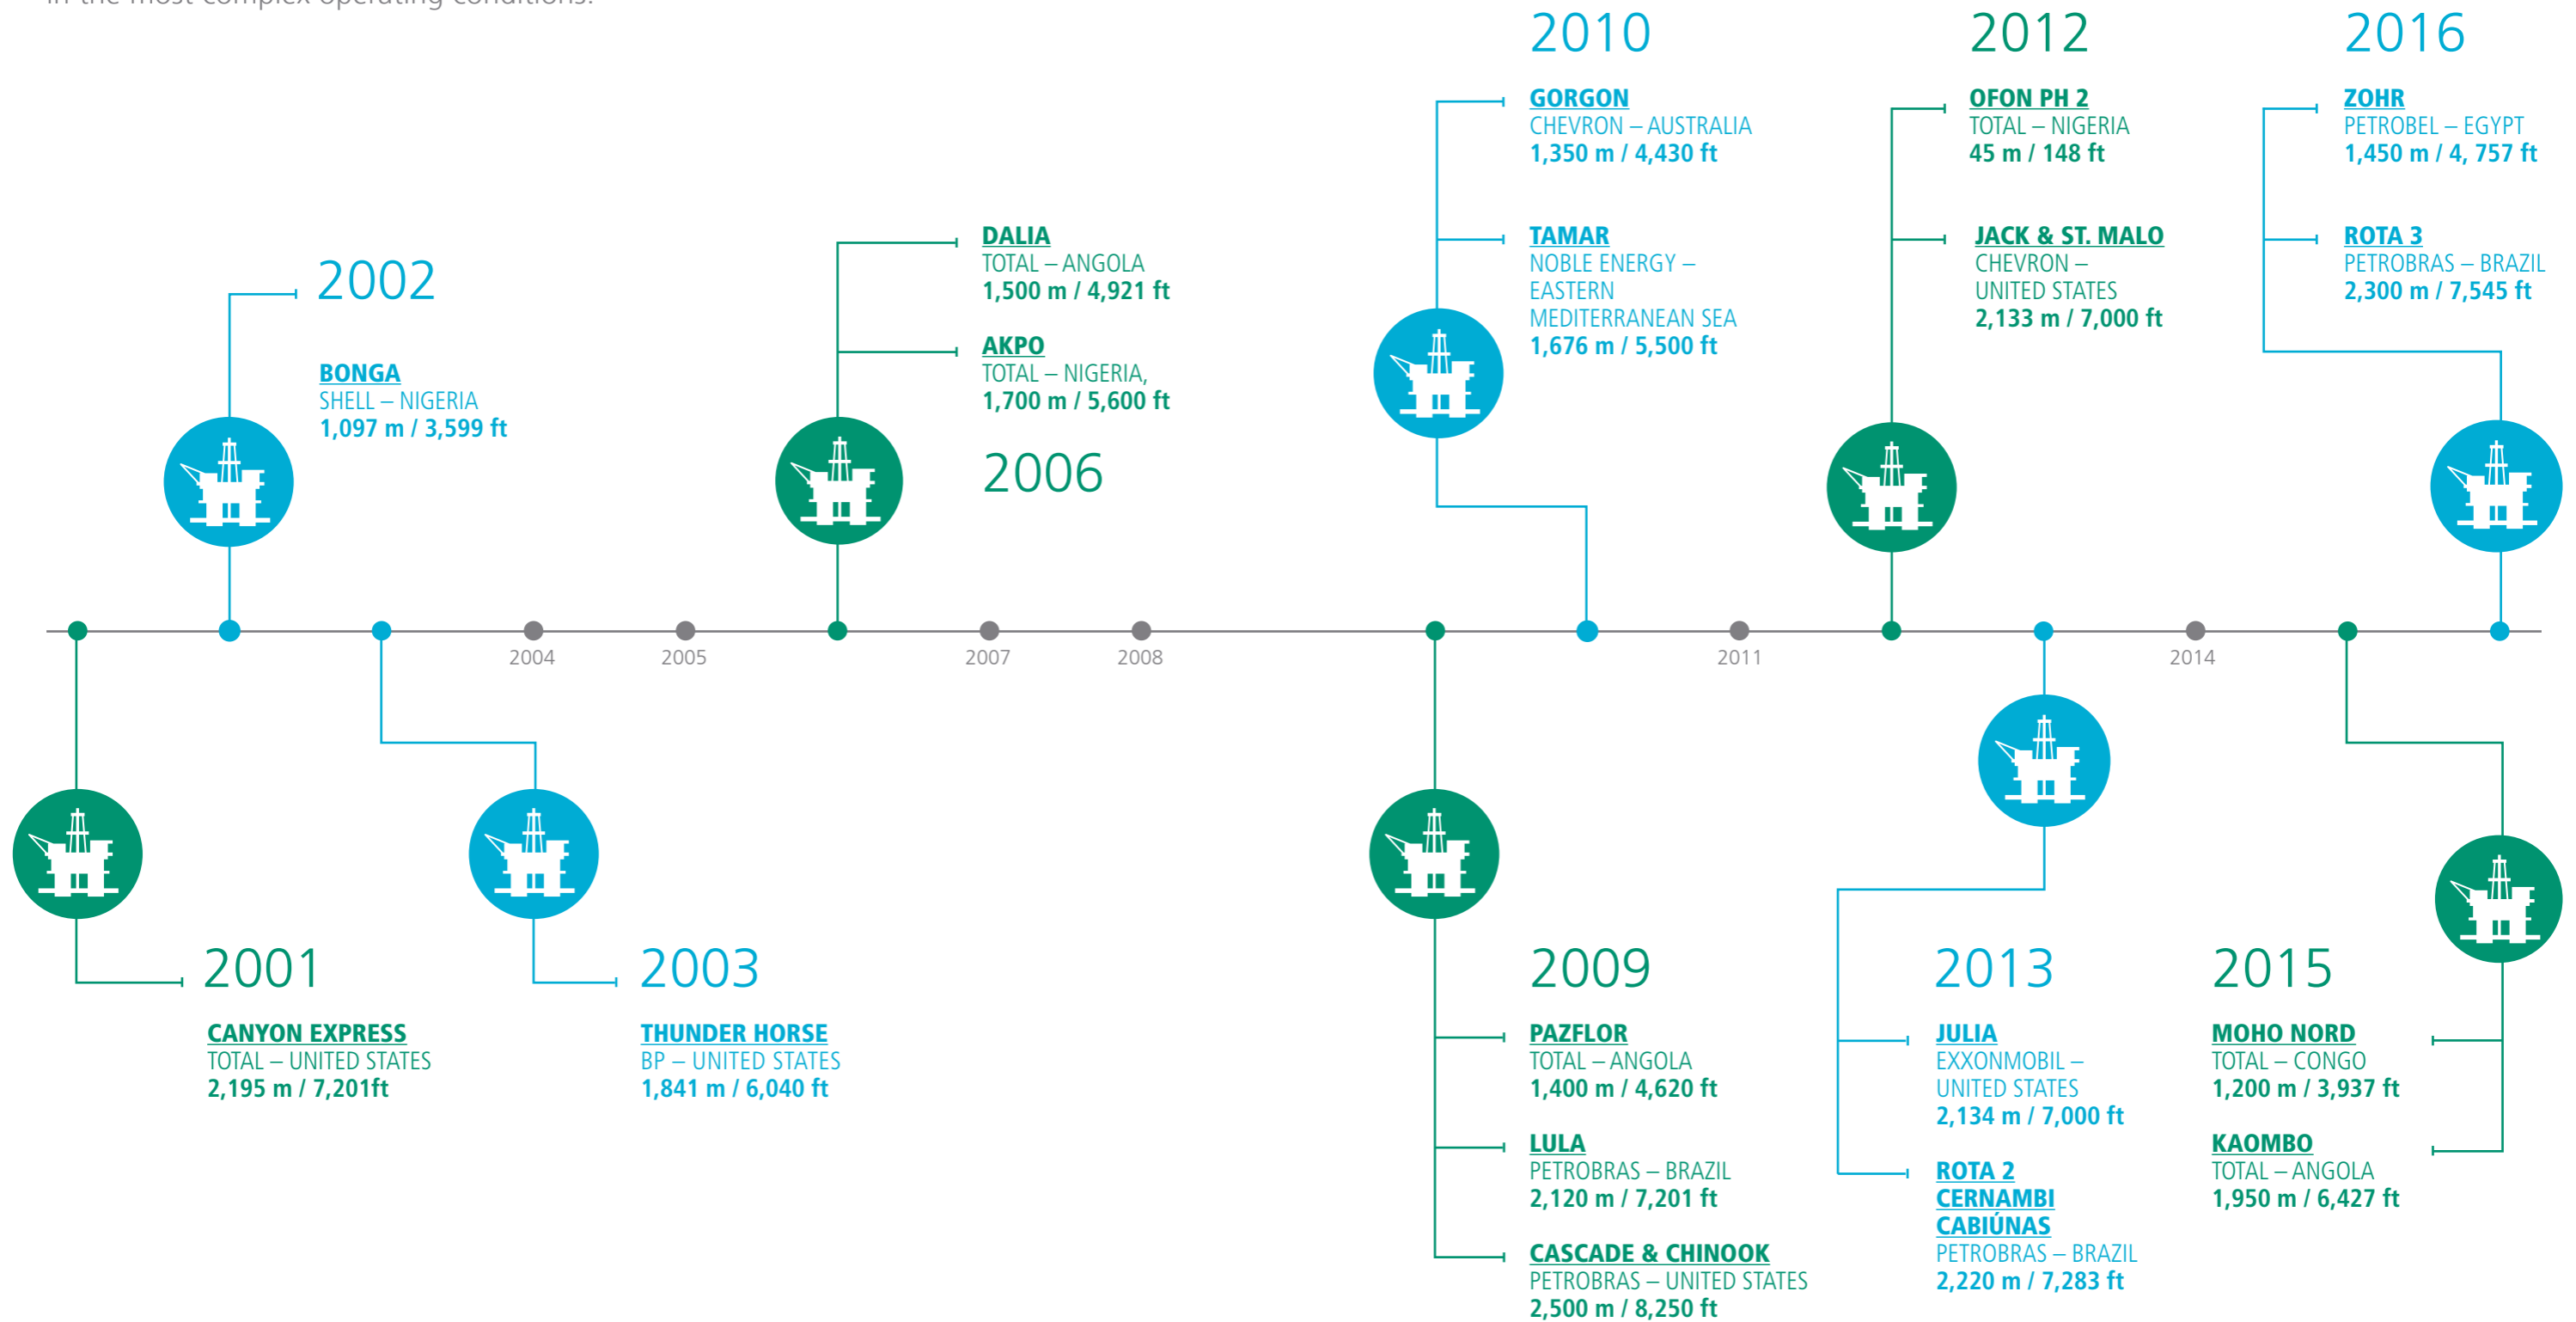 in the most complex operating conditions.
2010
GORGON
CHEVRON – AUSTRALIA
1,350 m / 4,430 ft
TAMAR
NOBLE ENERGY –
EASTERN
MEDITERRANEAN SEA
1,676 m / 5,500 ft
2012
OFON PH 2
TOTAL – NIGERIA
45 m / 148 ft
JACK & ST. MALO
CHEVRON –
UNITED STATES
2,133 m / 7,000 ft
2016
ZOHR
PETROBEL – EGYPT
1,450 m / 4, 757 ft
ROTA 3
PETROBRAS – BRAZIL
2,300 m / 7,545 ft
2002
BONGA
SHELL – NIGERIA
1,097 m / 3,599 ft
DALIA
TOTAL – ANGOLA
1,500 m / 4,921 ft
AKPO
TOTAL – NIGERIA,
1,700 m / 5,600 ft
2006
2004
2005
2007
2008
2011
2014
2001
CANYON EXPRESS
TOTAL – UNITED STATES
2,195 m / 7,201ft
2003
THUNDER HORSE
BP – UNITED STATES
1,841 m / 6,040 ft
2009
PAZFLOR
TOTAL – ANGOLA
1,400 m / 4,620 ft
LULA
PETROBRAS – BRAZIL
2,120 m / 7,201 ft
CASCADE & CHINOOK
PETROBRAS – UNITED STATES
2,500 m / 8,250 ft
2013
JULIA
EXXONMOBIL –
UNITED STATES
2,134 m / 7,000 ft
ROTA 2
CERNAMBI
CABIÚNAS
PETROBRAS – BRAZIL
2,220 m / 7,283 ft
2015
MOHO NORD
TOTAL – CONGO
1,200 m / 3,937 ft
KAOMBO
TOTAL – ANGOLA
1,950 m / 6,427 ft